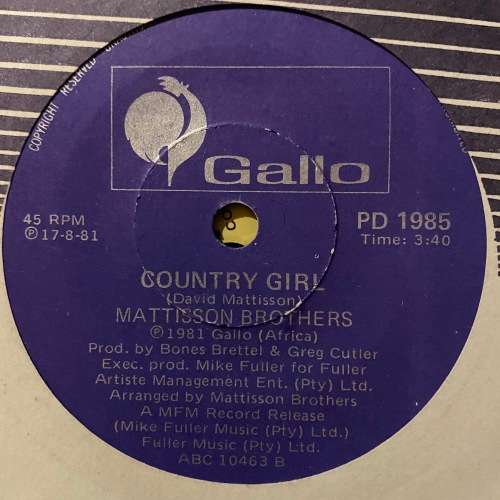 COPYRIGHT RESERVED
Gallo
45 RPM
PD 1985
℗17-8-81
Time: 3:40
8
COUNTRY GIRL
(David Mattisson)
MATTISSON BROTHERS
℗1981 Gallo (Africa)
Prod. by Bones Brettel & Greg Cutler
Exec. prod. Mike Fuller for Fuller
Artiste Management Ent. (Pty) Ltd.
Arranged by Mattisson Brothers
A MFM Record Release
(Mike Fuller Music (Pty) Ltd.)
Fuller Music (Pty) Ltd.
ABC 10463 B